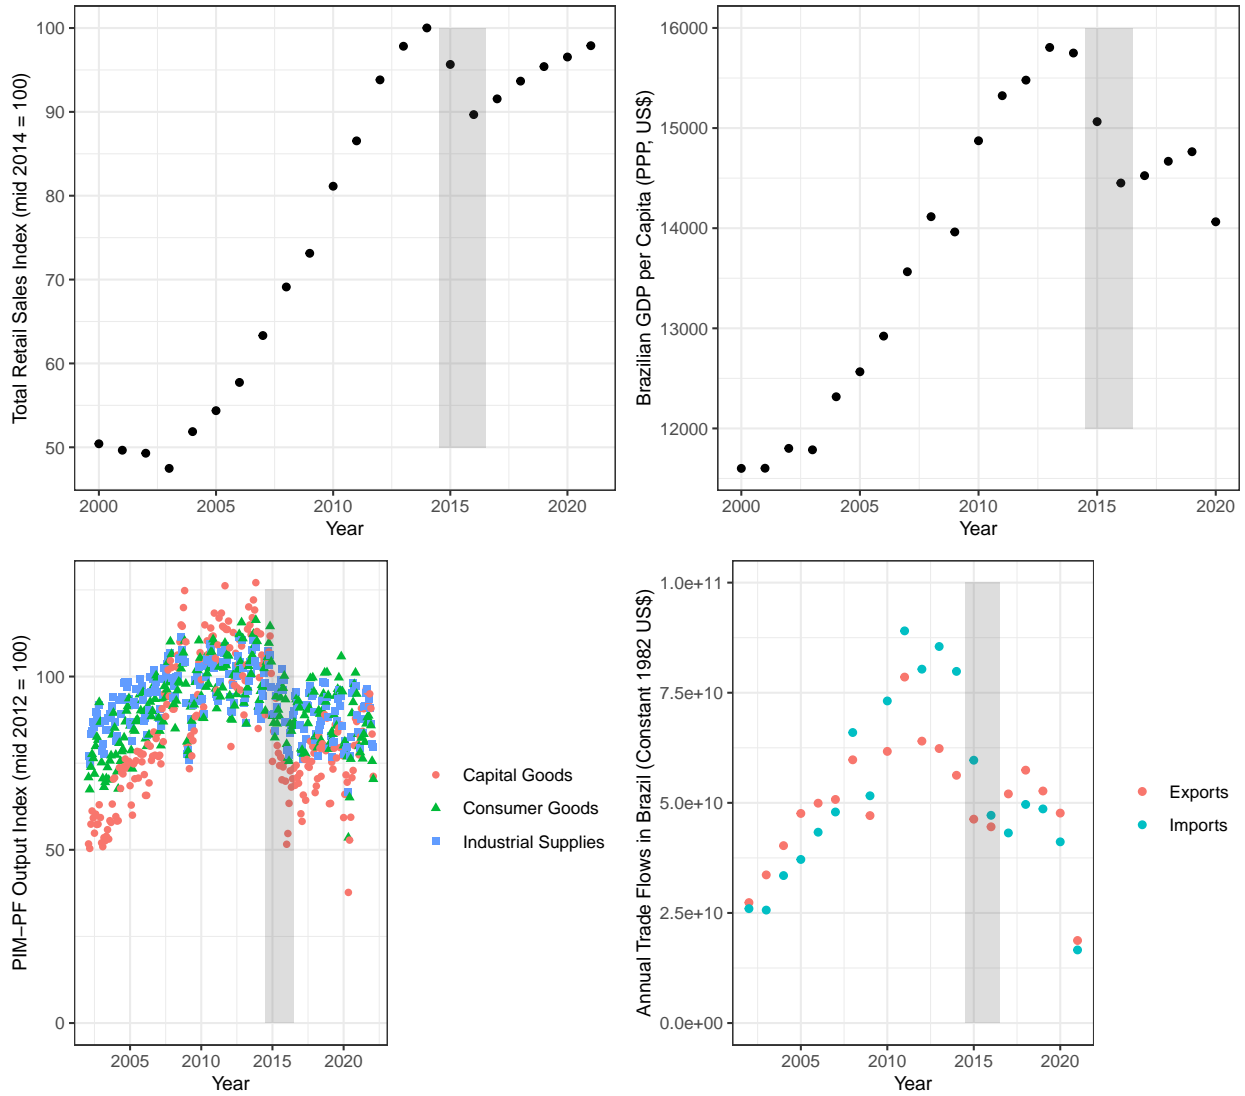 Total Retail Sales Index (mid 2014 = 100)
100
90
80
70
60
50
2000
2005
2010
2015
2020
Year
Brazilian GDP per Capita (PPP, US$)
16000
15000
14000
13000
12000
2000
2005
2010
2015
2020
Year
PIM−PF Output Index (mid 2012 = 100)
100
50
0
2005
2010
2015
2020
Year
Capital Goods
Consumer Goods
Industrial Supplies
Annual Trade Flows in Brazil (Constant 1982 US$)
1.0e+11
7.5e+10
5.0e+10
2.5e+10
0.0e+00
2005
2010
2015
2020
Year
Exports
Imports